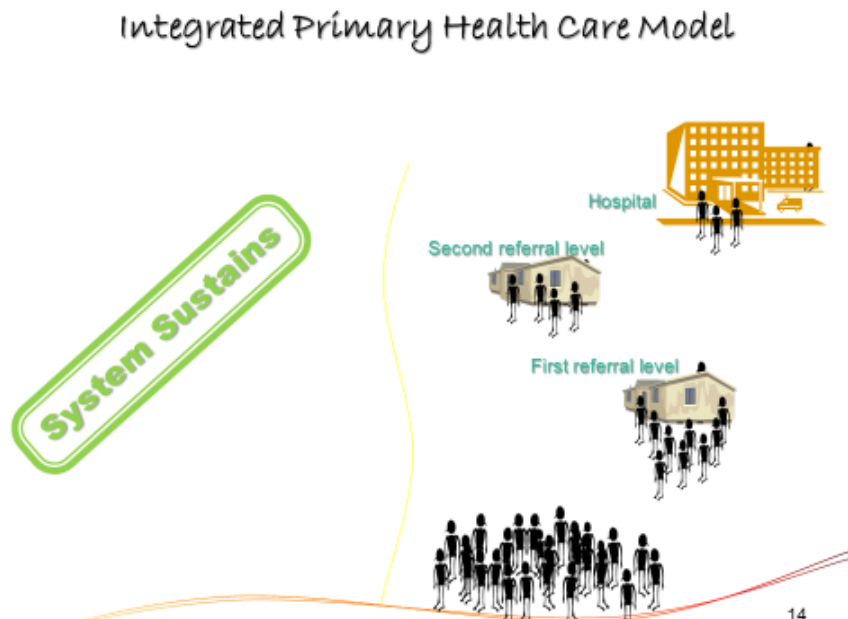 Integrated Primary Health Care Model
Hospital
Second referral level
System Sustains
First referral level
14